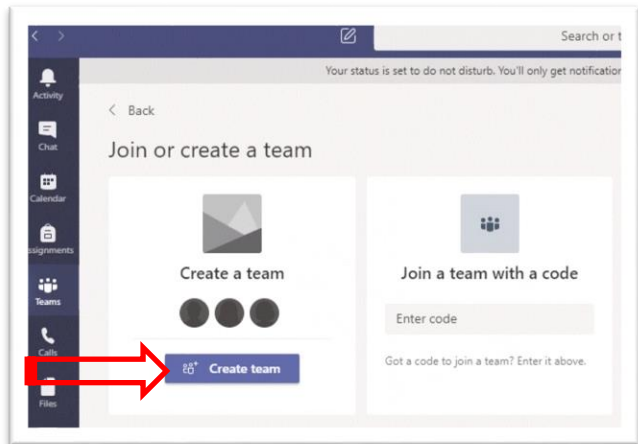 Search or t
Your status is set to do not disturb. You'll only get notification
Activity
Chat
Calendar
ssignments
Teams
Calls
Files
< Back
Join or create a team
Create a team
Create team
Join a team with a code
Enter code
Got a code to join a team? Enter it above.